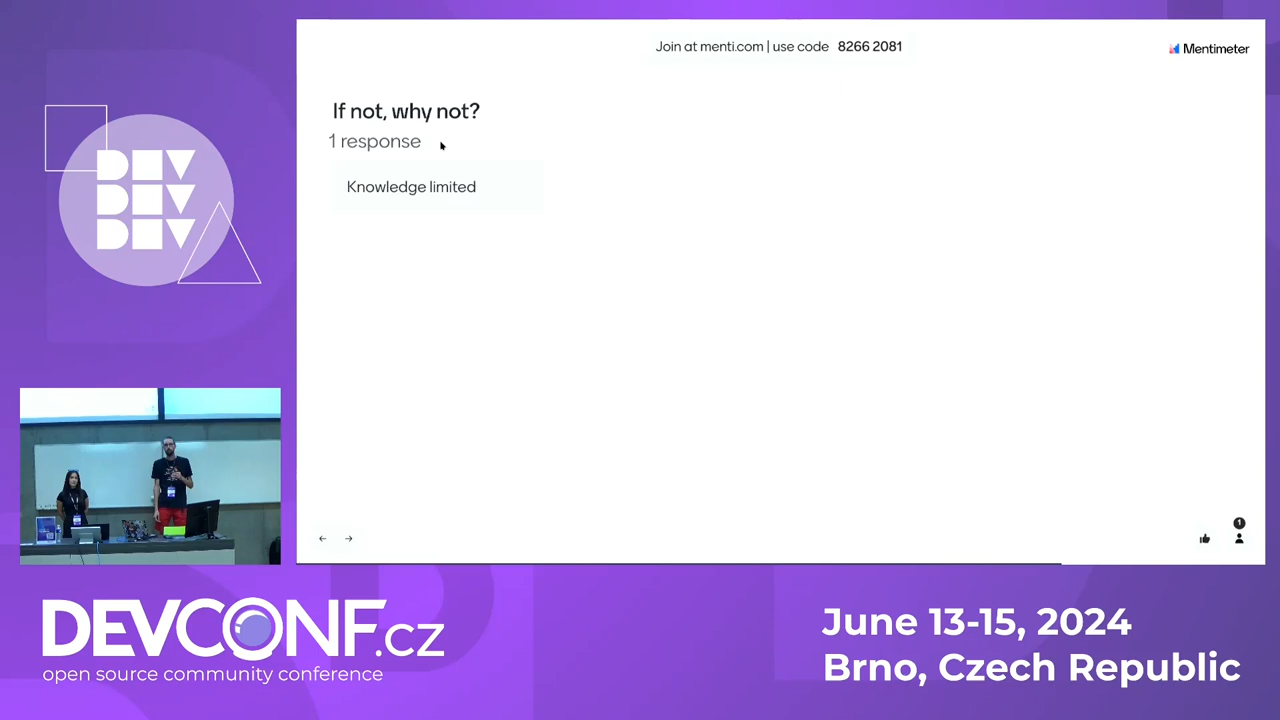 Join at menti.com | use code 8266 2081
Mentimeter
If not, why not?
1 response
Knowledge limited
1
DEV
DEV
DEV
DEVCONF.cz
open source community conference
June 13-15, 2024
Brno, Czech Republic